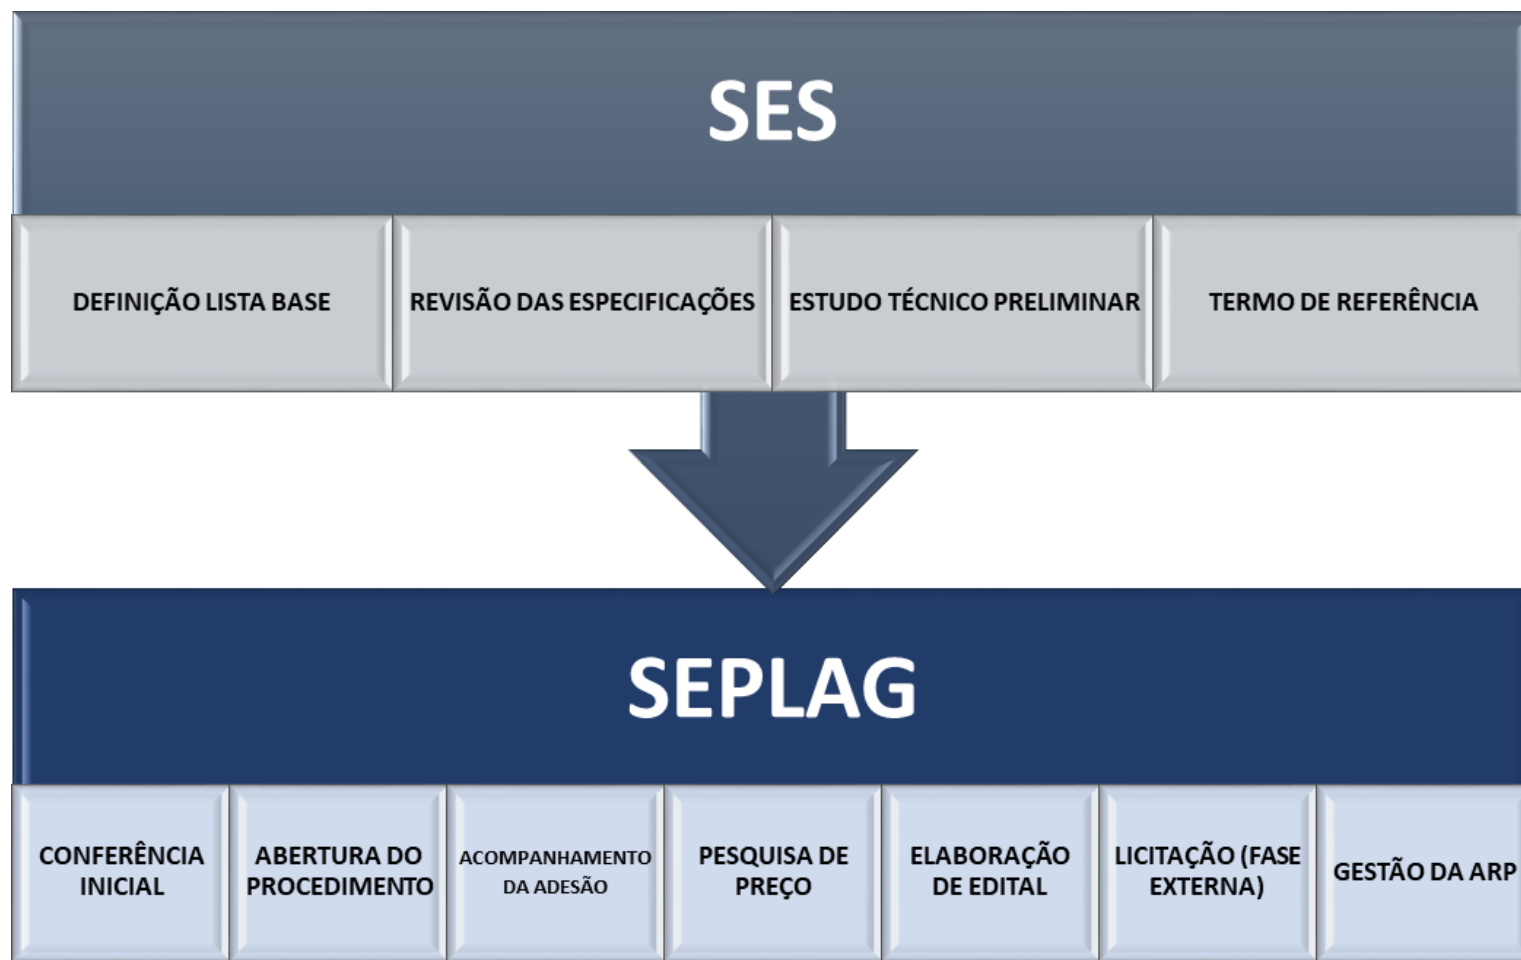 SES
DEFINIÇÃO LISTA BASE
REVISÃO DAS ESPECIFICAÇÕES
ESTUDO TÉCNICO PRELIMINAR
TERMO DE REFERÊNCIA
SEPLAG
CONFERÊNCIA
INICIAL
ABERTURA DO
PROCEDIMENTO
ACOMPANHAMENTO
DA ADESÃO
PESQUISA DE
PREÇO
ELABORAÇÃO
DE EDITAL
LICITAÇÃO (FASE
EXTERNA)
GESTÃO DA ARP